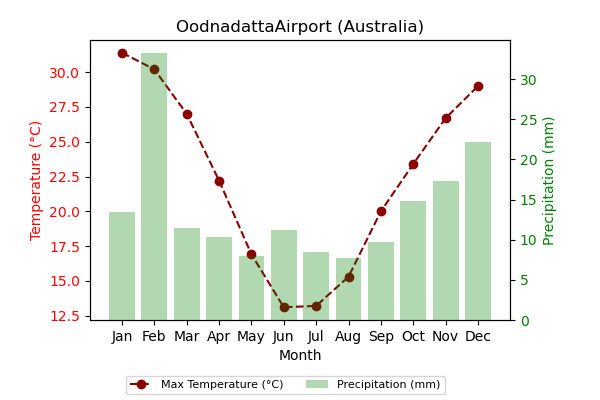 OodnadattaAirport (Australia)
Temperature (°C)
30.0
27.5
25.0
22.5
20.0
17.5
15.0
12.5
Precipitation (mm)
30
25
20
15
10
5
0
Jan Feb Mar Apr May Jun Jul Aug Sep Oct Nov Dec
Month
Max Temperature (°C) Precipitation (mm)